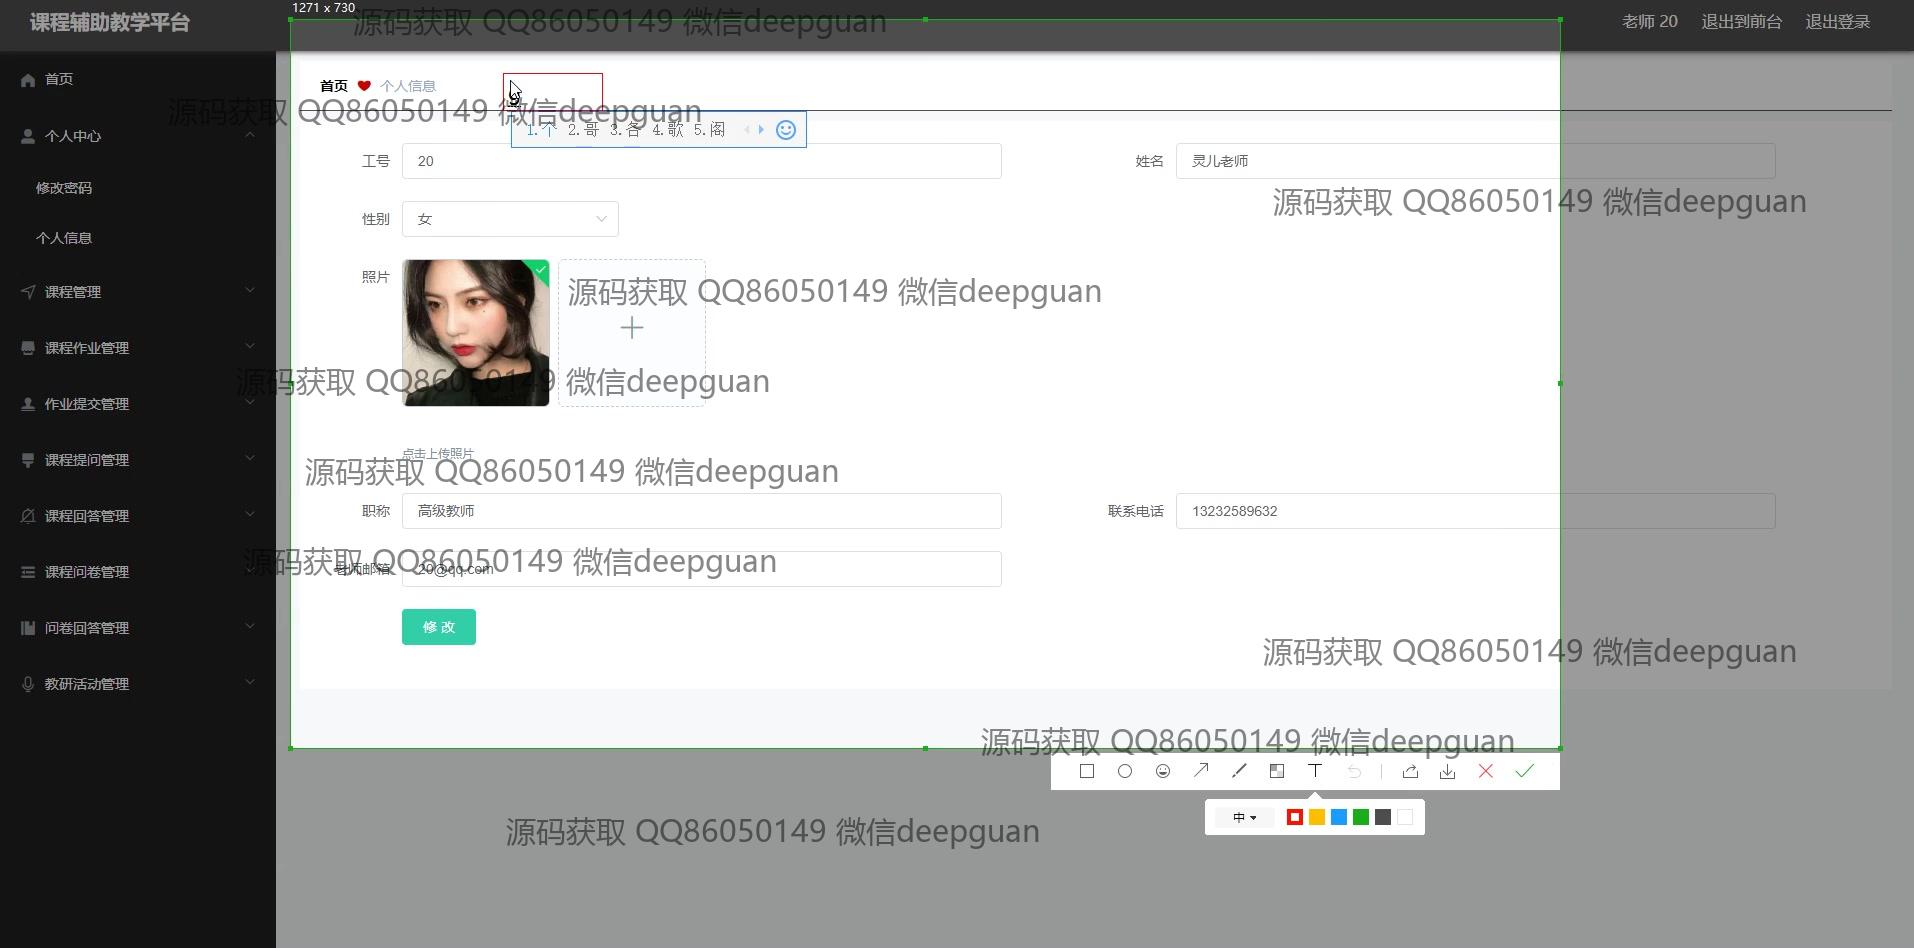 1271 x 730
课程辅助教学平台
老师 20 退出到前台 退出登录
源码获取 QQ86050149 微信deepguan
首页
个人中心
修改密码
个人信息
课程管理
课程作业管理
作业提交管理
课程提问管理
课程回答管理
课程问卷管理
问卷回答管理
教研活动管理
首页 个人信息
源码获取 QQ86050149 微信deepguan
1.个 2.哥 3.各 4.歌 5.阁
工号 20
姓名 灵儿老师
源码获取 QQ86050149 微信deepguan
性别 女
照片
源码获取 QQ86050149 微信deepguan
源码获取 QQ86050149 微信deepguan
点击上传照片
源码获取 QQ86050149 微信deepguan
职称 高级教师
联系电话 13232589632
源码获取 QQ86050149 微信deepguan
老师邮箱 20@qq.com
修 改
源码获取 QQ86050149 微信deepguan
源码获取 QQ86050149 微信deepguan
中
源码获取 QQ86050149 微信deepguan